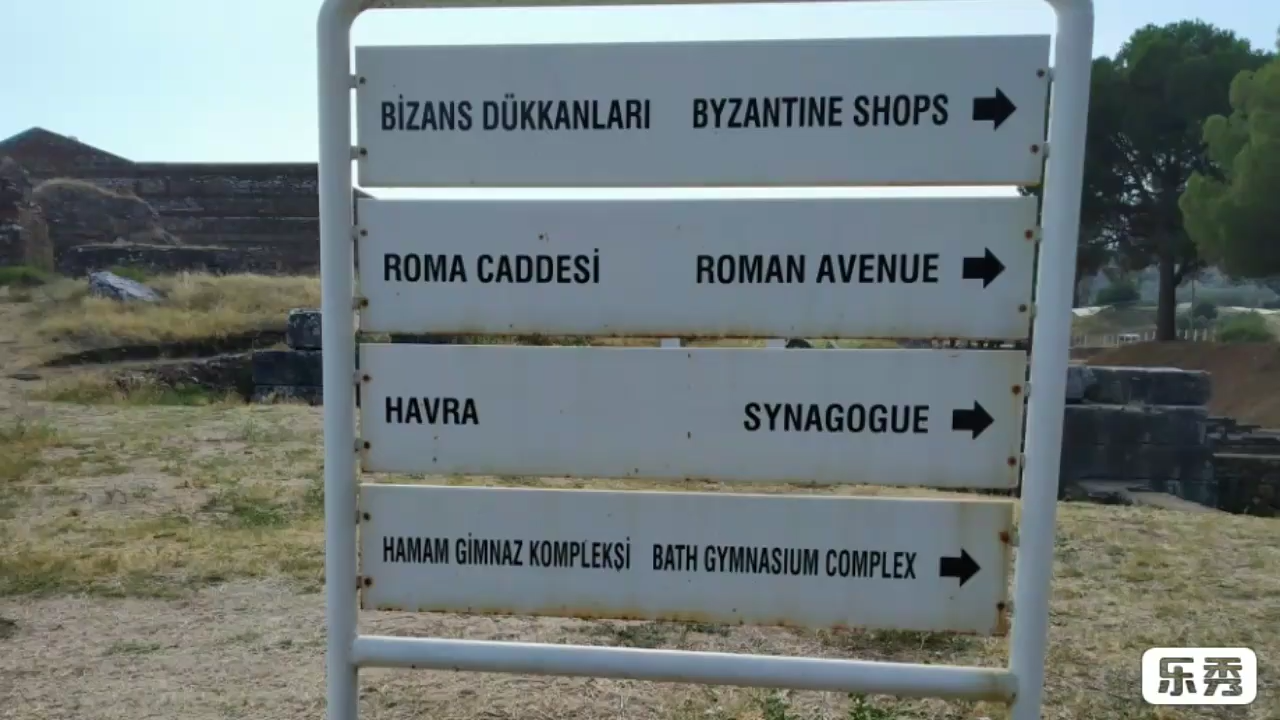 BİZANS DÜKKANLARI BYZANTINE SHOPS
ROMA CADDESİ ROMAN AVENUE
HAVRA SYNAGOGUE
HAMAM GİMNAZ KOMPLEKŞİ BATH GYMNASIUM COMPLEX
乐秀